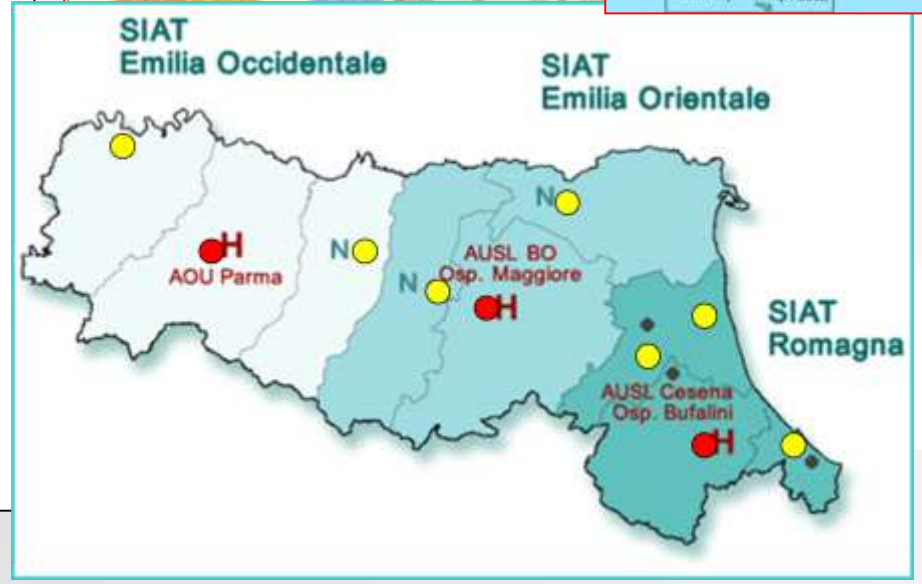 SIAT
Emilia Occidentale
SIAT
Emilia Orientale
N
H
AOU Parma
N
N
AUSL BO
Osp. Maggiore
H
SIAT
Romagna
AUSL Cesena
Osp. Bufalini
H